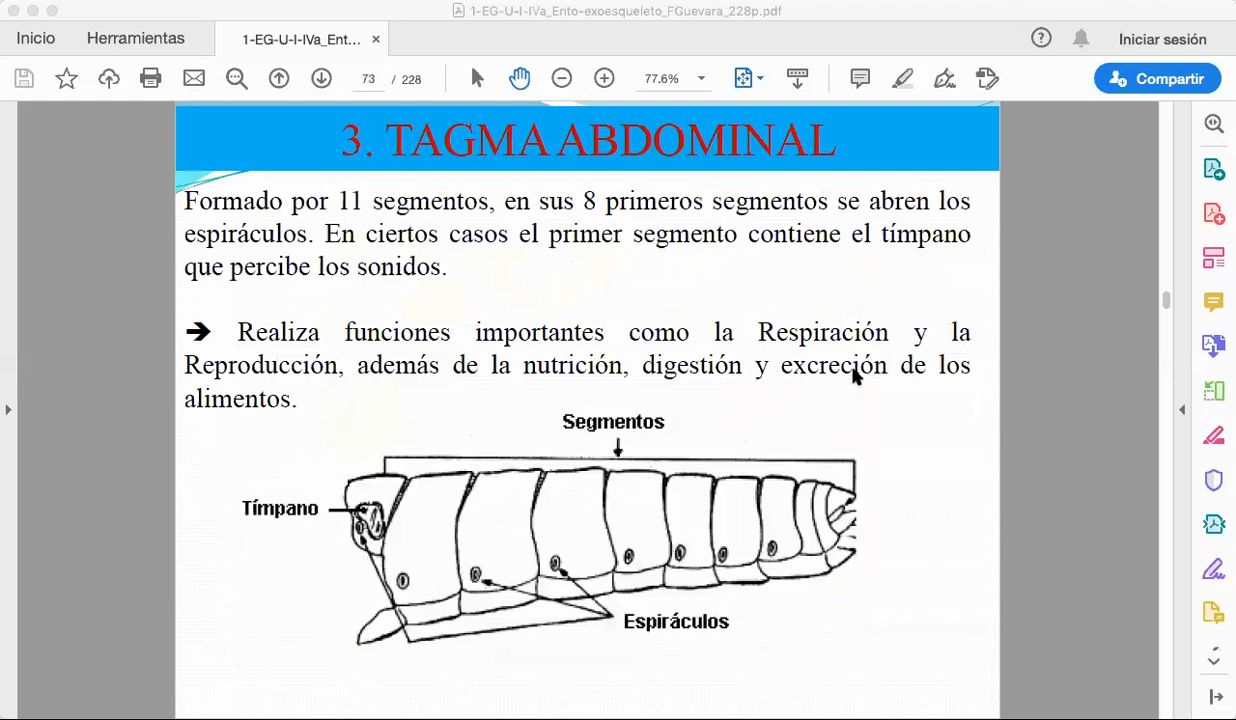 1-EG-U-I-IVa_Ento-exoesqueleto_FGuevara_228p.pdf
Inicio
Herramientas
1-EG-U-I-IVa_Ent... ×
Iniciar sesión
73 / 228
77.6%
Compartir
3. TAGMA ABDOMINAL
Formado por 11 segmentos, en sus 8 primeros segmentos se abren los
espiráculos. En ciertos casos el primer segmento contiene el tímpano
que percibe los sonidos.
➔ Realiza funciones importantes como la Respiración y la
Reproducción, además de la nutrición, digestión y excreción de los
alimentos.
Segmentos
Tímpano
Espiráculos